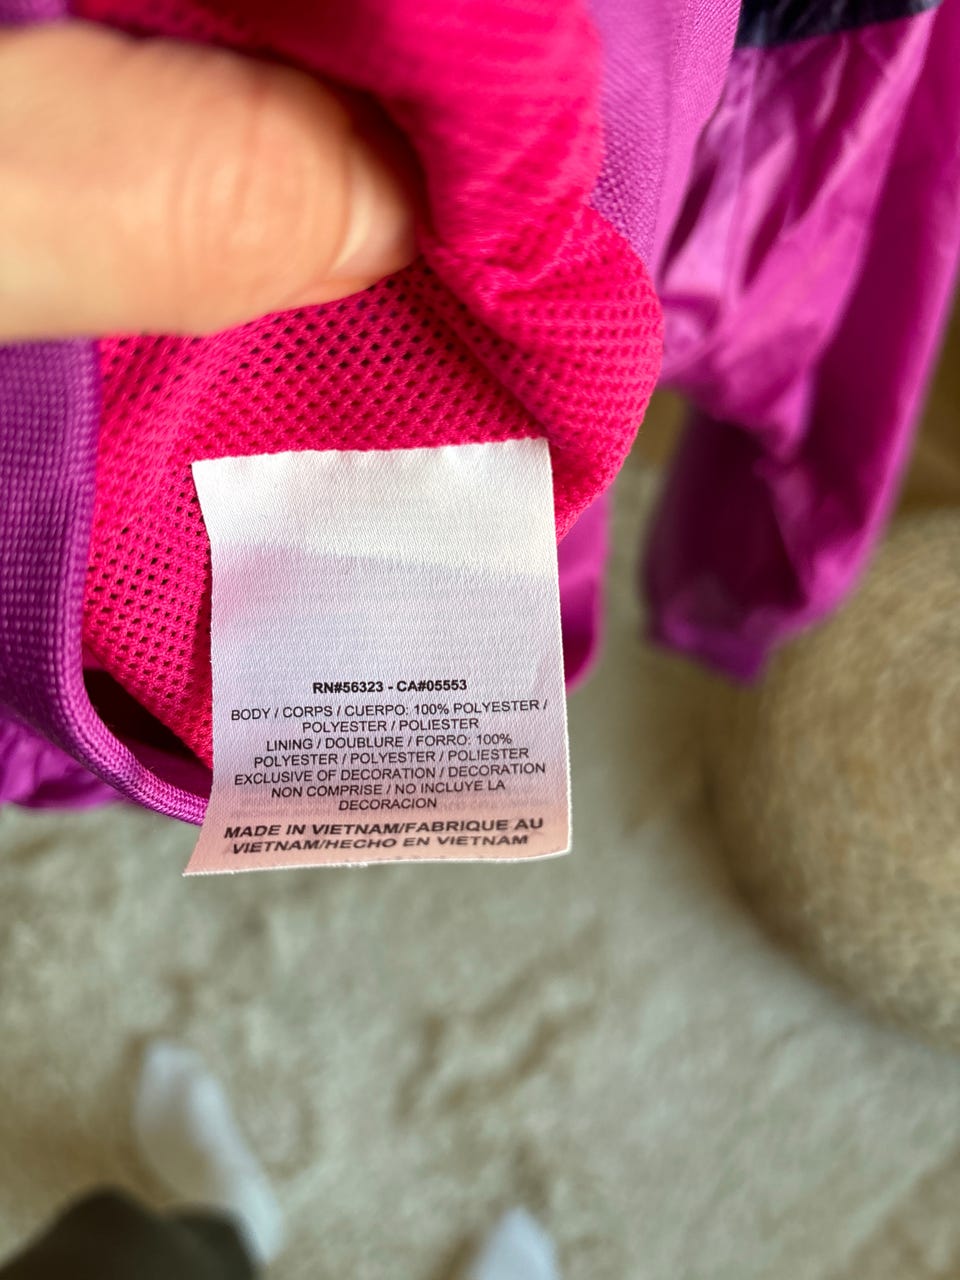 RN#56323 - CA#05553
BODY / CORPS / CUERPO: 100% POLYESTER /
POLYESTER / POLIESTER
LINING / DOUBLURE / FORRO: 100%
POLYESTER / POLYESTER / POLIESTER
EXCLUSIVE OF DECORATION / DECORATION
NON COMPRISE / NO INCLUYE LA
DECORACION
MADE IN VIETNAM/FABRIQUE AU
VIETNAM/HECHO EN VIETNAM